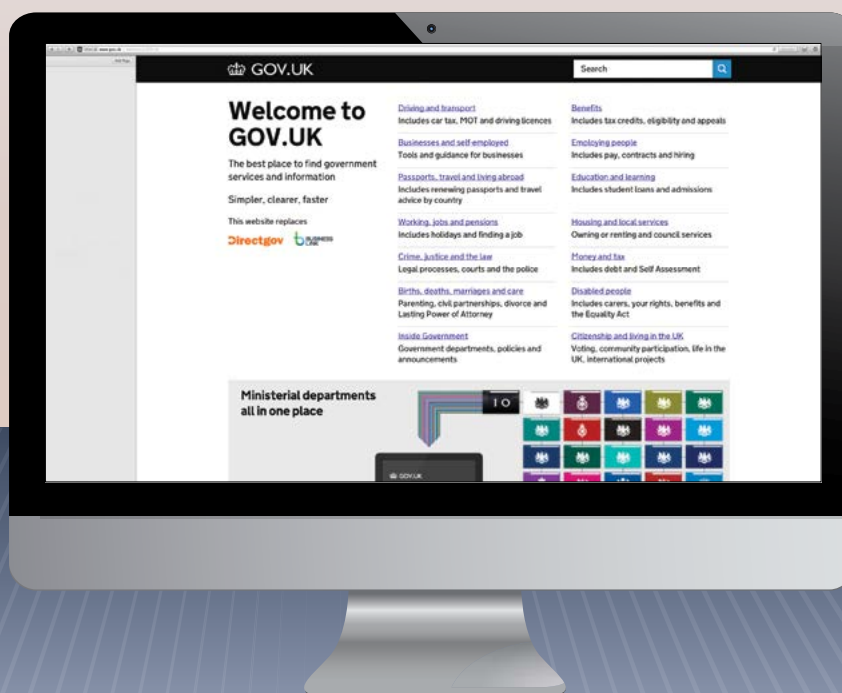 GOV.UK
Search
Welcome to
GOV.UK
The best place to find government
services and information
Simpler, clearer, faster
This website replaces
Directgov BUSINESS
LINK
Driving and transport
Includes car tax, MOT and driving licences
Businesses and self employed
Tools and guidance for businesses
Passports, travel and living abroad
Includes renewing passports and travel
advice by country
Working, jobs and pensions
Includes holidays and finding a job
Crime, justice and the law
Legal processes, courts and the police
Births, deaths, marriages and care
Parenting, civil partnerships, divorce and
Lasting Power of Attorney
Inside Government
Government departments, policies and
announcements
Benefits
Includes tax credits, eligibility and appeals
Employing people
Includes pay, contracts and hiring
Education and learning
Includes student loans and admissions
Housing and local services
Owning or renting and council services
Money and tax
Includes debt and Self Assessment
Disabled people
Includes carers, your rights, benefits and
the Equality Act
Citizenship and living in the UK
Voting, community participation, life in the
UK, international projects
Ministerial departments
all in one place
10
GOV.UK